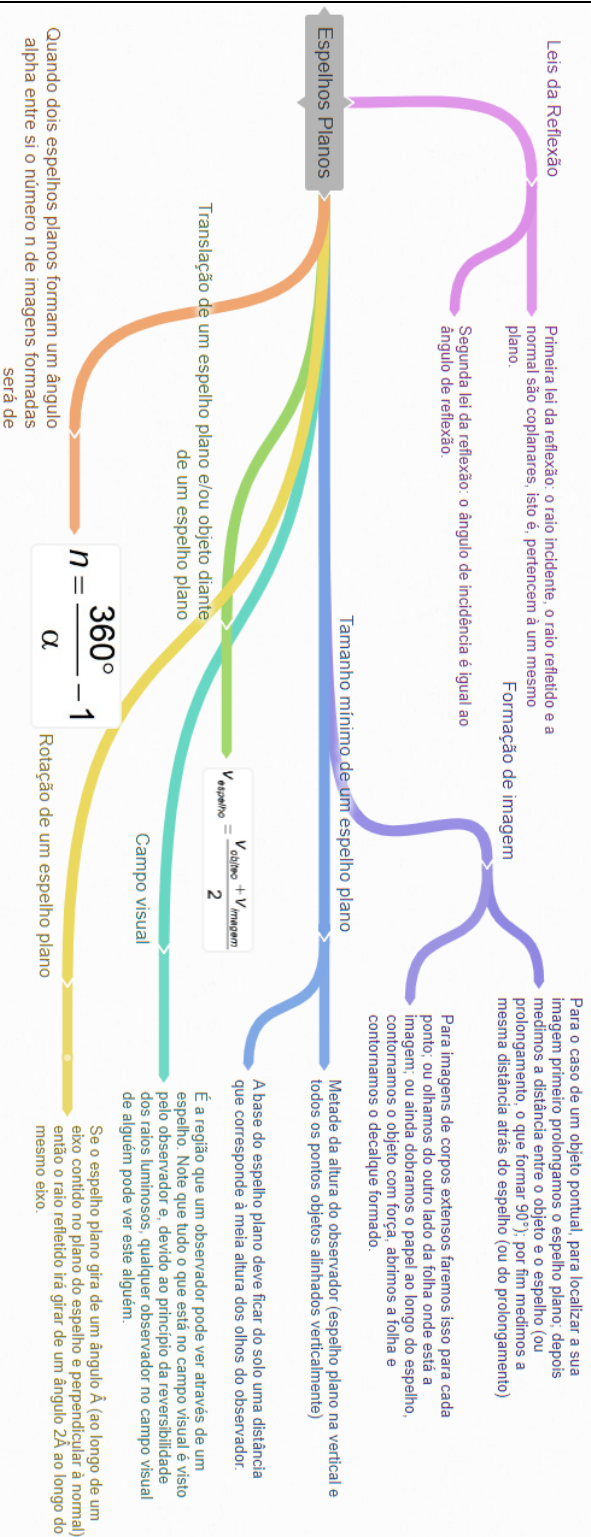 Espelhos Planos
Leis da Reflexão
Primeira lei da reflexão: o raio incidente, o raio refletido e a
normal são coplanares, isto é, pertencem à um mesmo
plano.
Segunda lei da reflexão: o ângulo de incidência é igual ao
ângulo de reflexão.
Formação de imagem
Para o caso de um objeto pontual, para localizar a sua
imagem primeiro prolongamos o espelho plano; depois
medimos a distância entre o objeto e o espelho (ou
prolongamento, o que formar 90°); por fim medimos a
mesma distância atrás do espelho (ou do prolongamento)
Para imagens de corpos extensos faremos isso para cada
ponto; ou olhamos do outro lado da folha onde está a
imagem; ou ainda dobramos o papel ao longo do espelho,
contornamos o objeto com força, abrimos a folha e
contornamos o decalque formado.
Tamanho mínimo de um espelho plano
Metade da altura do observador (espelho plano na vertical e
todos os pontos objetos alinhados verticalmente)
A base do espelho plano deve ficar do solo uma distância
que corresponde à meia altura dos olhos do observador.
Translação de um espelho plano e/ou objeto diante
de um espelho plano
V espelho = V objteo + V imagem / 2
Campo visual
É a região que um observador pode ver através de um
espelho. Note que tudo o que está no campo visual é visto
pelo observador e, devido ao princípio da reversibilidade
dos raios luminosos, qualquer observador no campo visual
de alguém pode ver este alguém.
Quando dois espelhos planos formam um ângulo
alpha entre si o número n de imagens formadas
será de
n = 360° / α − 1
Rotação de um espelho plano
Se o espelho plano gira de um ângulo Â (ao longo de um
eixo contido no plano do espelho e perpendicular à normal)
então o raio refletido irá girar de um ângulo 2Â ao longo do
mesmo eixo.